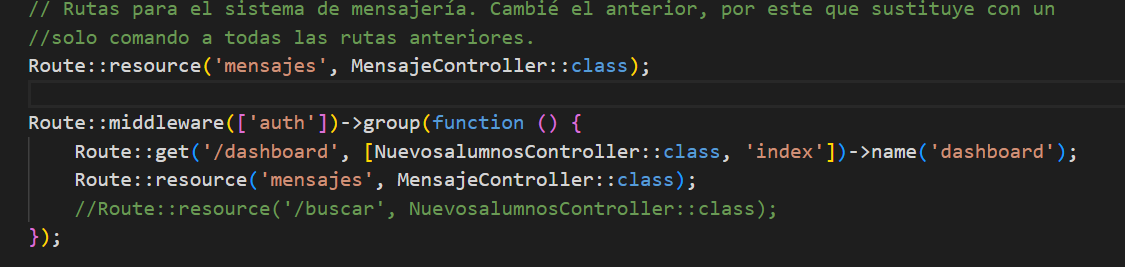 // Rutas para el sistema de mensajería. Cambié el anterior, por este que sustituye con un
//solo comando a todas las rutas anteriores.
Route::resource('mensajes', MensajeController::class);
Route::middleware(['auth'])->group(function () {
    Route::get('/dashboard', [NuevosalumnosController::class, 'index'])->name('dashboard');
    Route::resource('mensajes', MensajeController::class);
    //Route::resource('/buscar', NuevosalumnosController::class);
});